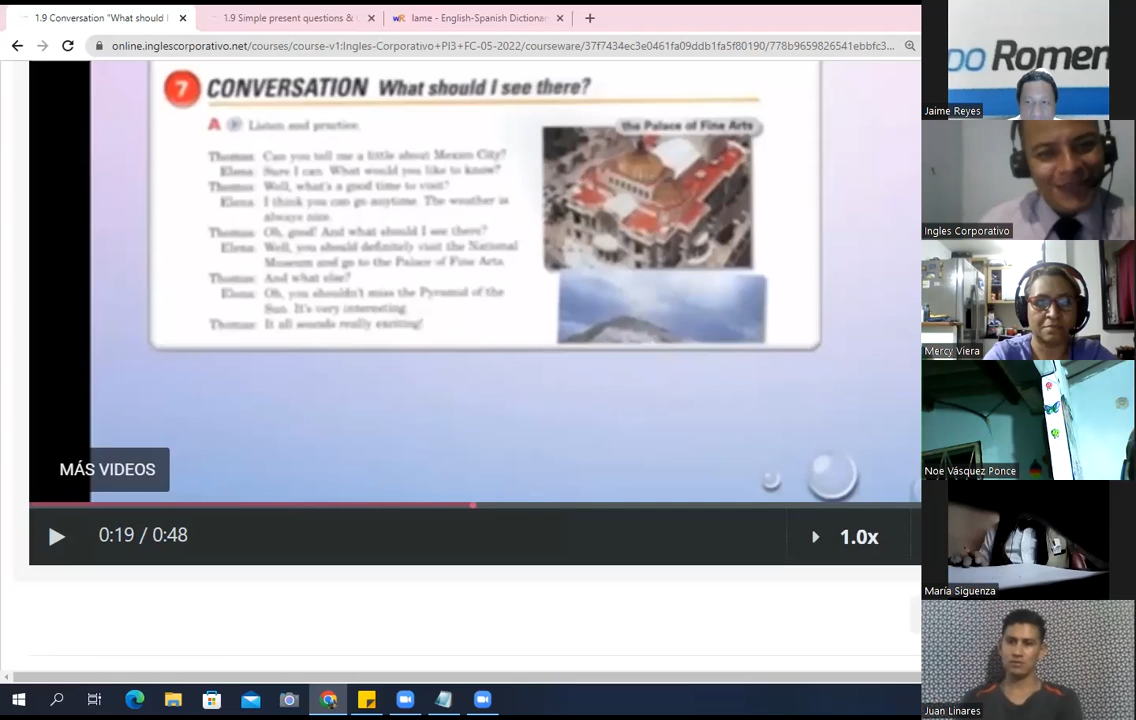 1.9 Conversation "What should I
1.9 Simple present questions &
lame - English-Spanish Dictiona
online.inglescorporativo.net/courses/course-v1:Ingles-Corporativo+PI3+FC-05-2022/courseware/37f7434ec3e0461fa09ddb1fa5f80190/778b9659826541ebbfc3...
7 CONVERSATION What should I see there?
the Palace of Fine Arts
A Listen and practice.
Thomas: Can you tell me a little about Mexico City?
Elena: Sure I can. What would you like to know?
Thomas: Well, what's a good time to visit?
Elena: I think you can go anytime. The weather is
always nice.
Thomas: Oh, good! And what should I see there?
Elena: Well, you should definitely visit the National
Museum and go to the Palace of Fine Arts.
Thomas: And what else?
Elena: Oh, you shouldn't miss the Pyramid of the
Sun. It's very interesting.
Thomas: It all sounds really exciting!
MÁS VIDEOS
0:19 / 0:48
1.0x
Romen
Jaime Reyes
Ingles Corporativo
Mercy Viera
Noe Vásquez Ponce
María Siguenza
Juan Linares